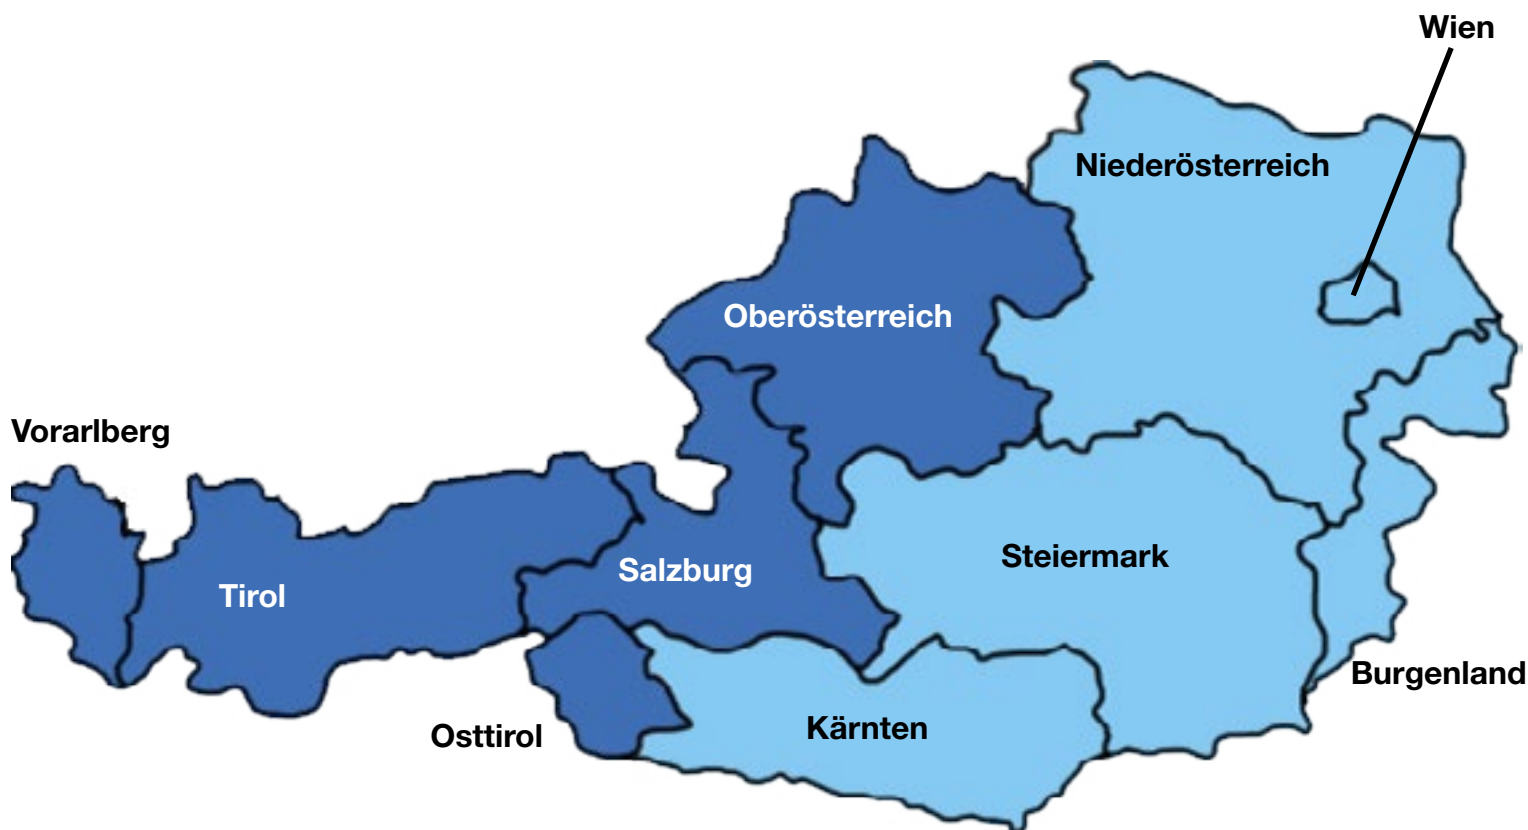 Wien
Niederösterreich
Oberösterreich
Vorarlberg
Steiermark
Salzburg
Tirol
Burgenland
Kärnten
Osttirol